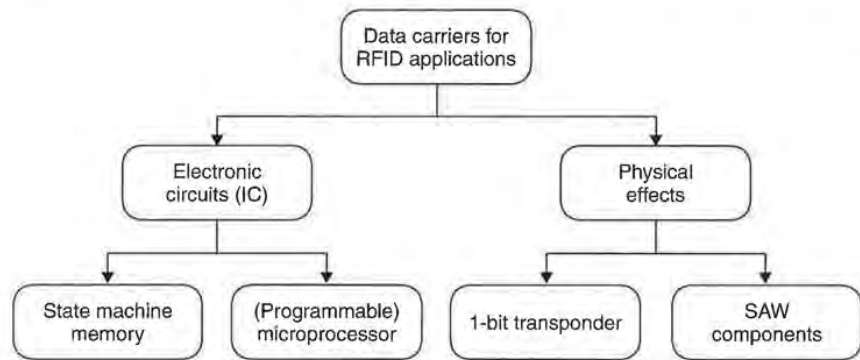 Data carriers for
RFID applications
Electronic
circuits (IC)
Physical
effects
State machine
memory
(Programmable)
microprocessor
1-bit transponder
SAW
components